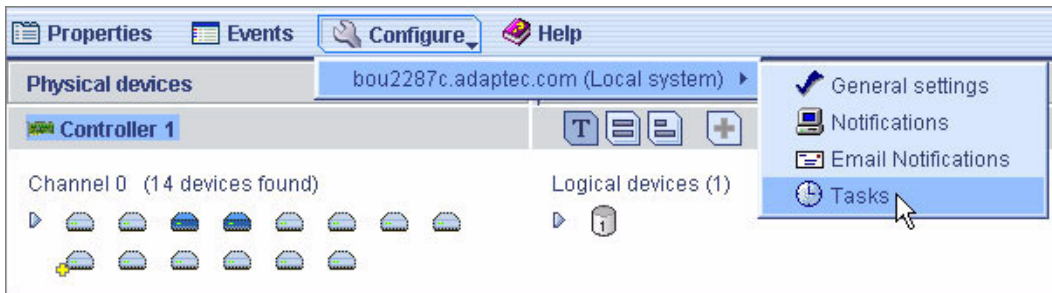 Properties Events Configure Help
Physical devices
bou2287c.adaptec.com (Local system)
General settings
Notifications
Email Notifications
Tasks
Controller 1
T
Channel 0 (14 devices found)
Logical devices (1)
1